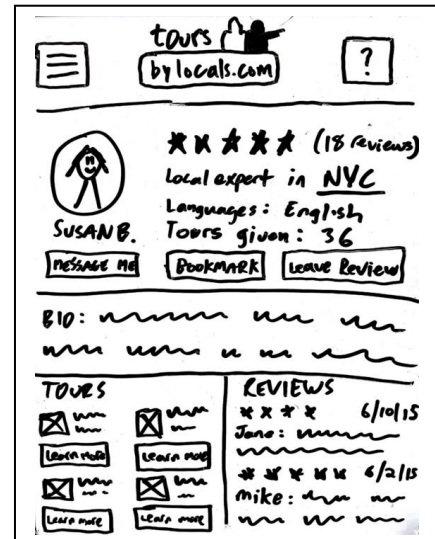 tours
bylocals.com
?
(18 reviews)
Local expert in NYC
Languages: English
Tours given: 36
SUSAN B.
MESSAGE ME
BOOKMARK
Leave Review
BIO:
TOURS
Learn more
Learn more
Learn more
Learn more
REVIEWS
6/10/15
Jane:
6/2/15
Mike: